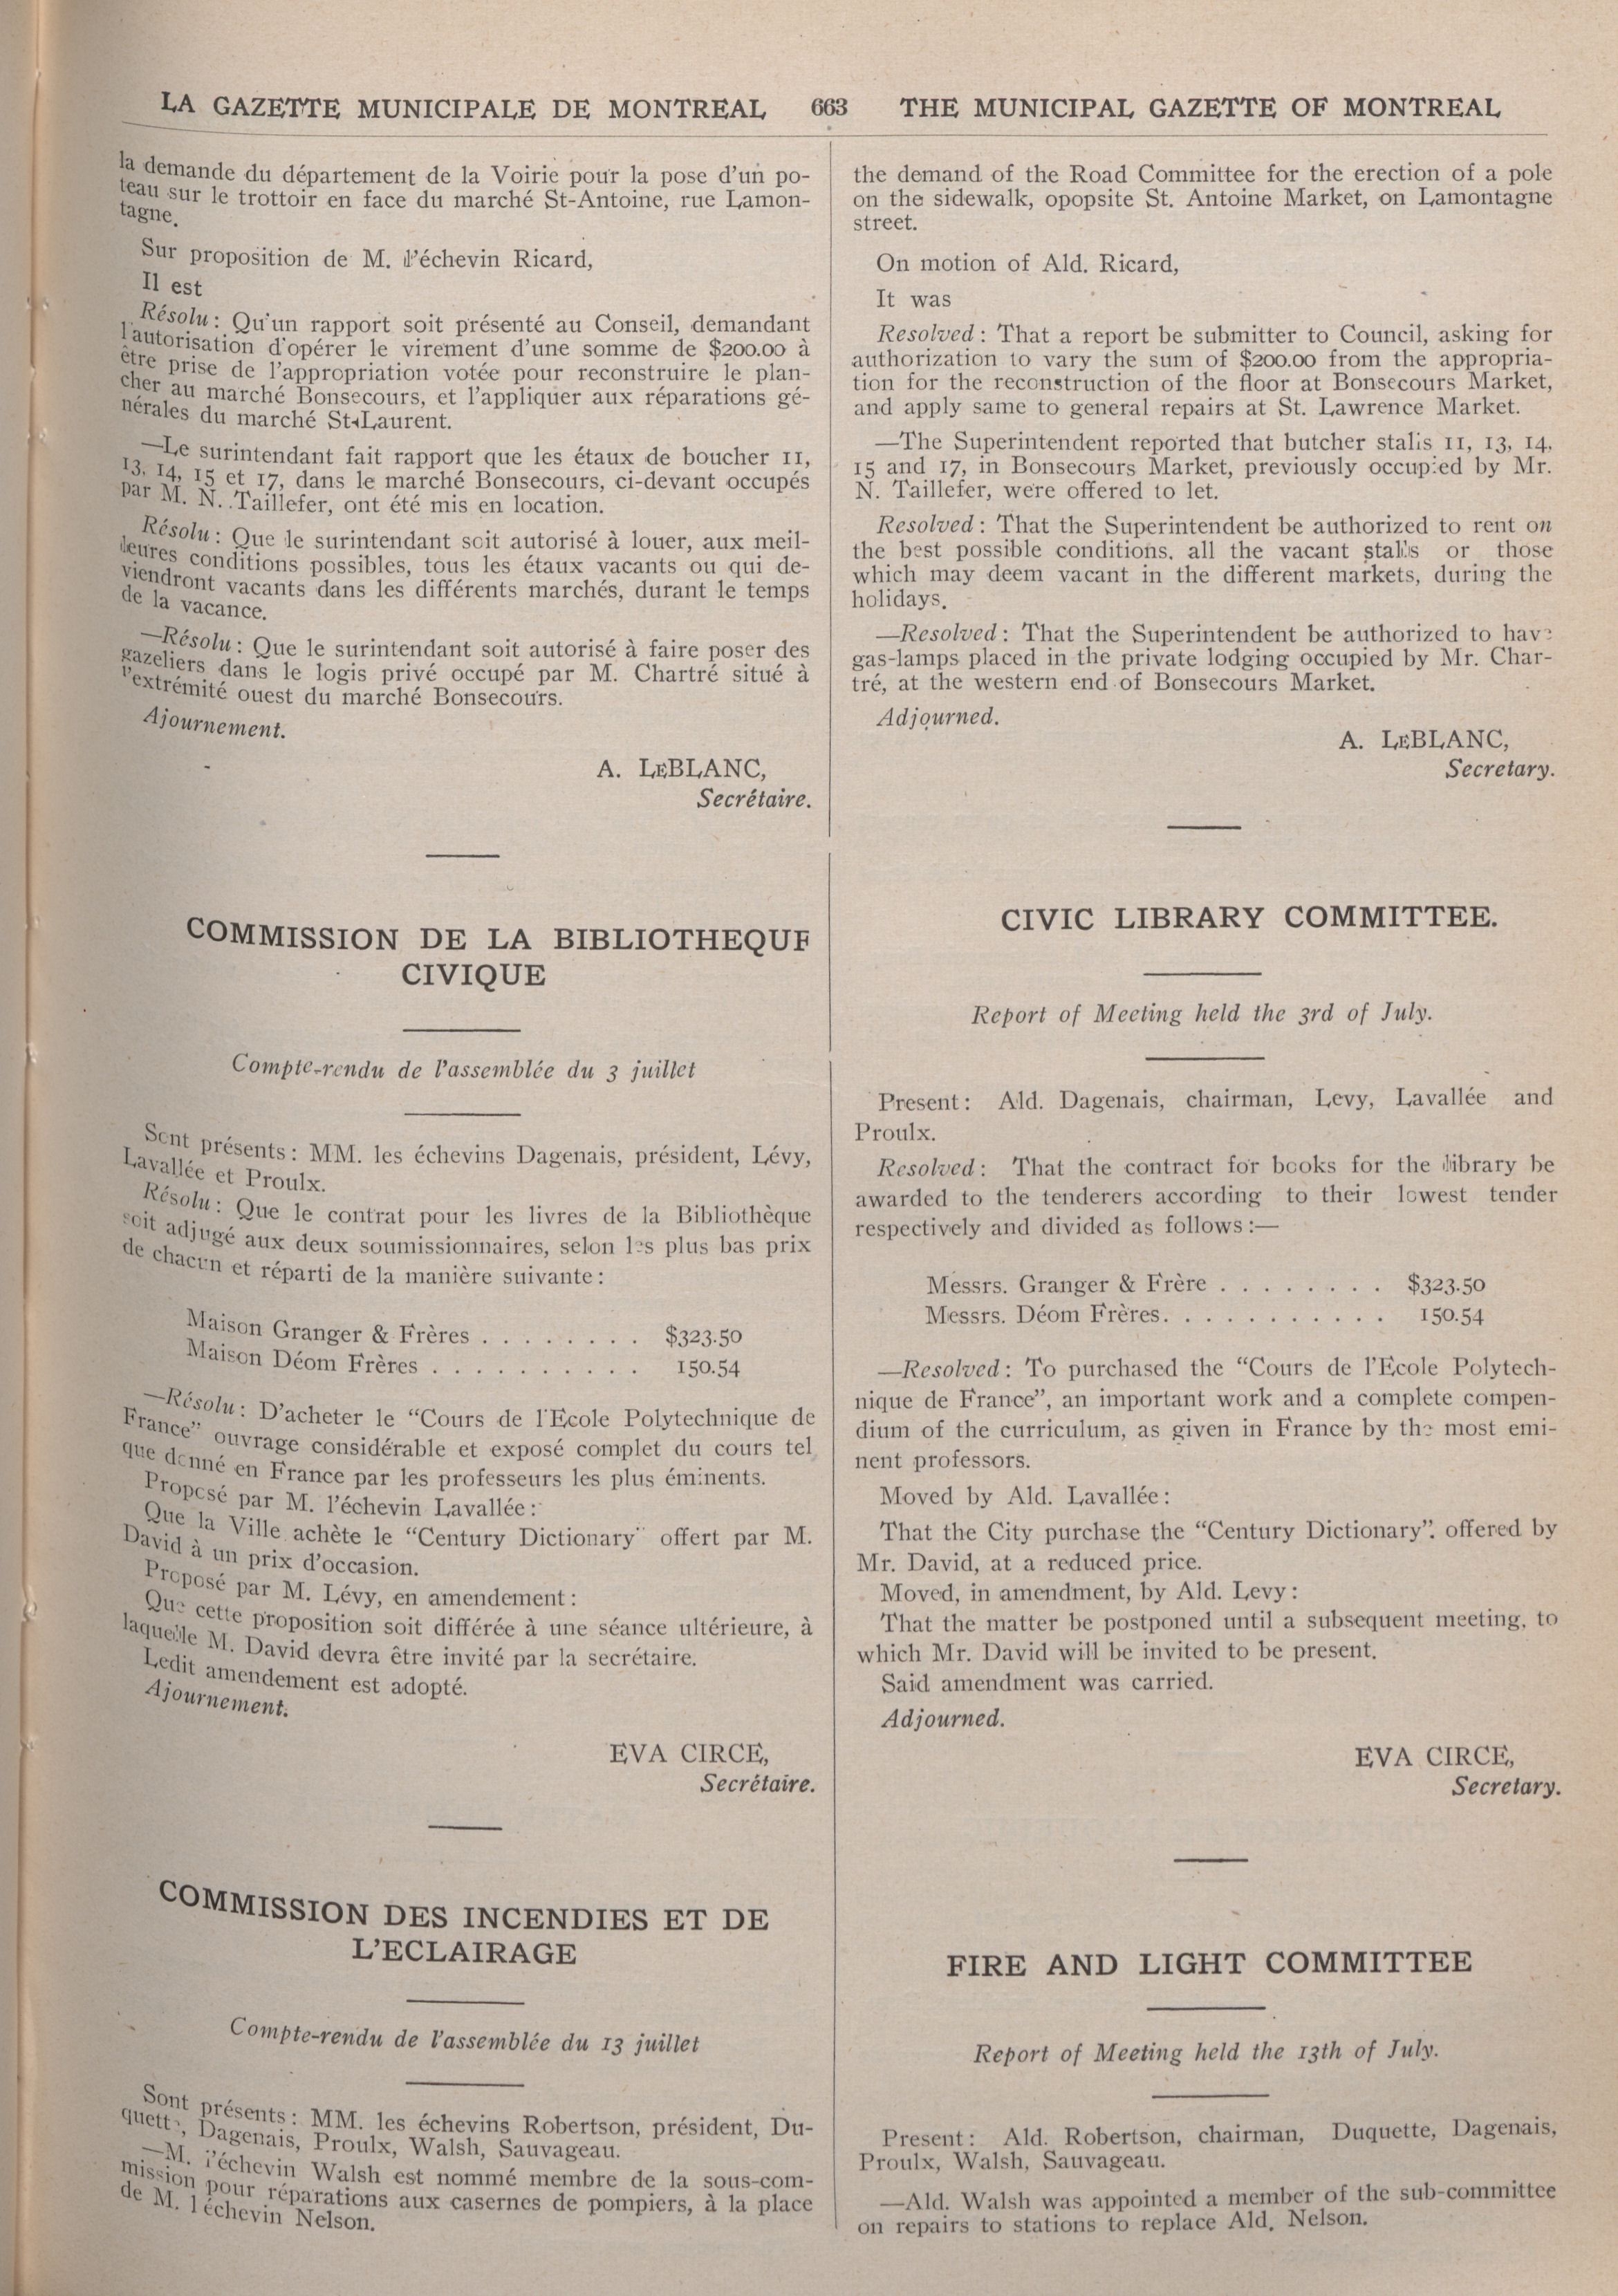 LA GAZETTE MUNICIPALE DE MONTREAL 663 THE MUNICIPAL GAZETTE OF MONTREAL
la demande du département de la Voirie pour la pose d'un po-
teau sur le trottoir en face du marché St-Antoine, rue Lamon-
tagne.
Sur proposition de M. l'échevin Ricard,
Il est
Résolu: Qu'un rapport soit présenté au Conseil, demandant
l'autorisation d'opérer le virement d'une somme de $200.00 à
être prise de l'appropriation votée pour reconstruire le plan-
cher au marché Bonsecours, et l'appliquer aux réparations gé-
nérales du marché St-Laurent.
—Le surintendant fait rapport que les étaux de boucher 11,
13, 14, 15 et 17, dans le marché Bonsecours, ci-devant occupés
par M. N. Taillefer, ont été mis en location.
Résolu: Que le surintendant soit autorisé à louer, aux meil-
leures conditions possibles, tous les étaux vacants ou qui de-
viendront vacants dans les différents marchés, durant le temps
de la vacance.
—Résolu: Que le surintendant soit autorisé à faire poser des
gazeliers dans le logis privé occupé par M. Chartré situé à
l'extrémité ouest du marché Bonsecours.
Ajournement.
A. LEBLANC,
Secrétaire.
COMMISSION DE LA BIBLIOTHEQUE
CIVIQUE
Compte-rendu de l'assemblée du 3 juillet
Sont présents: MM. les échevins Dagenais, président, Lévy,
Lavallée et Proulx.
Résolu: Que le contrat pour les livres de la Bibliothèque
soit adjugé aux deux soumissionnaires, selon les plus bas prix
de chacun et réparti de la manière suivante:
Maison Granger & Frères . . . . . . . . $323.50
Maison Déom Frères . . . . . . . . . . 150.54
—Résolu: D'acheter le "Cours de l'Ecole Polytechnique de
France" ouvrage considérable et exposé complet du cours tel
que donné en France par les professeurs les plus éminents.
Proposé par M. l'échevin Lavallée:
Que la Ville achète le "Century Dictionary" offert par M.
David à un prix d'occasion.
Proposé par M. Lévy, en amendement:
Que cette proposition soit différée à une séance ultérieure, à
laquelle M. David devra être invité par la secrétaire.
Ledit amendement est adopté.
Ajournement.
EVA CIRCE,
Secrétaire.
COMMISSION DES INCENDIES ET DE
L'ECLAIRAGE
Compte-rendu de l'assemblée du 13 juillet
Sont présents: MM. les échevins Robertson, président, Du-
quette, Dagenais, Proulx, Walsh, Sauvageau.
—M. l'échevin Walsh est nommé membre de la sous-com-
mission pour réparations aux casernes de pompiers, à la place
de M. l'échevin Nelson.
the demand of the Road Committee for the erection of a pole
on the sidewalk, opopsite St. Antoine Market, on Lamontagne
street.
On motion of Ald. Ricard,
It was
Resolved: That a report be submitter to Council, asking for
authorization to vary the sum of $200.00 from the appropria-
tion for the reconstruction of the floor at Bonsecours Market,
and apply same to general repairs at St. Lawrence Market.
—The Superintendent reported that butcher stalls 11, 13, 14,
15 and 17, in Bonsecours Market, previously occupied by Mr.
N. Taillefer, were offered to let.
Resolved: That the Superintendent be authorized to rent on
the best possible conditions, all the vacant stalls or those
which may deem vacant in the different markets, during the
holidays.
—Resolved: That the Superintendent be authorized to have
gas-lamps placed in the private lodging occupied by Mr. Char-
tré, at the western end of Bonsecours Market.
Adjourned.
A. LEBLANC,
Secretary.
CIVIC LIBRARY COMMITTEE.
Report of Meeting held the 3rd of July.
Present: Ald. Dagenais, chairman, Levy, Lavallée and
Proulx.
Resolved: That the contract for books for the library be
awarded to the tenderers according to their lowest tender
respectively and divided as follows:—
Messrs. Granger & Frère . . . . . . . . $323.50
Messrs. Déom Frères. . . . . . . . . . . 150.54
—Resolved: To purchased the "Cours de l'Ecole Polytech-
nique de France", an important work and a complete compen-
dium of the curriculum, as given in France by the most emi-
nent professors.
Moved by Ald. Lavallée:
That the City purchase the "Century Dictionary". offered by
Mr. David, at a reduced price.
Moved, in amendment, by Ald. Levy:
That the matter be postponed until a subsequent meeting, to
which Mr. David will be invited to be present.
Said amendment was carried.
Adjourned.
EVA CIRCE,
Secretary.
FIRE AND LIGHT COMMITTEE
Report of Meeting held the 13th of July.
Present: Ald. Robertson, chairman, Duquette, Dagenais,
Proulx, Walsh, Sauvageau.
—Ald. Walsh was appointed a member of the sub-committee
on repairs to stations to replace Ald. Nelson.